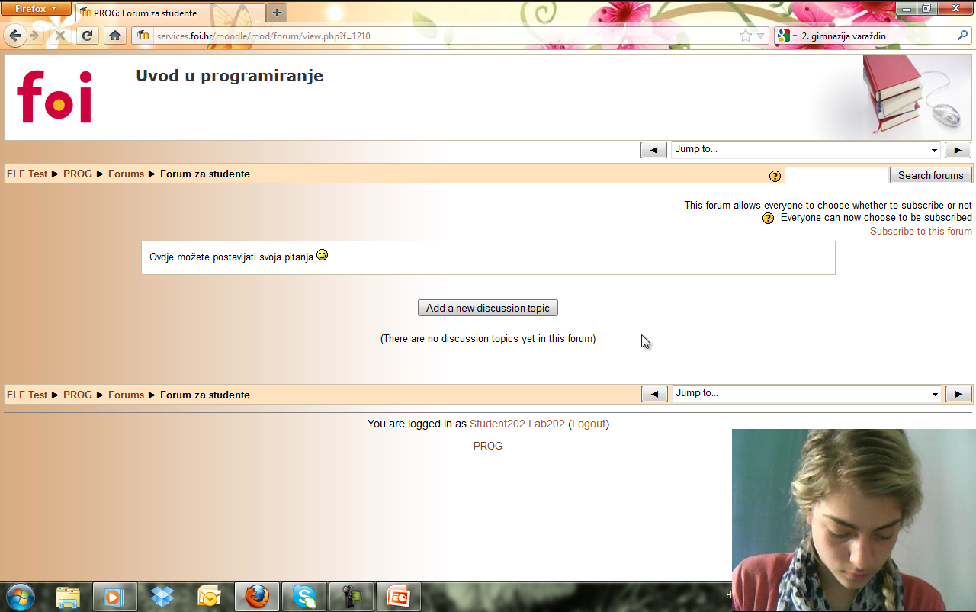 Firefox
PROG: Forum za studente
services.foi.hr/moodle/mod/forum/view.php?f=1210
2. gimnazija varaždin
foi
Uvod u programiranje
Jump to...
ELF Test ► PROG ► Forums ► Forum za studente
Search forums
This forum allows everyone to choose whether to subscribe or not
Everyone can now choose to be subscribed
Subscribe to this forum
Ovdje možete postavljati svoja pitanja
Add a new discussion topic
(There are no discussion topics yet in this forum)
ELF Test ► PROG ► Forums ► Forum za studente
Jump to...
You are logged in as Student202 Lab202 (Logout)
PROG